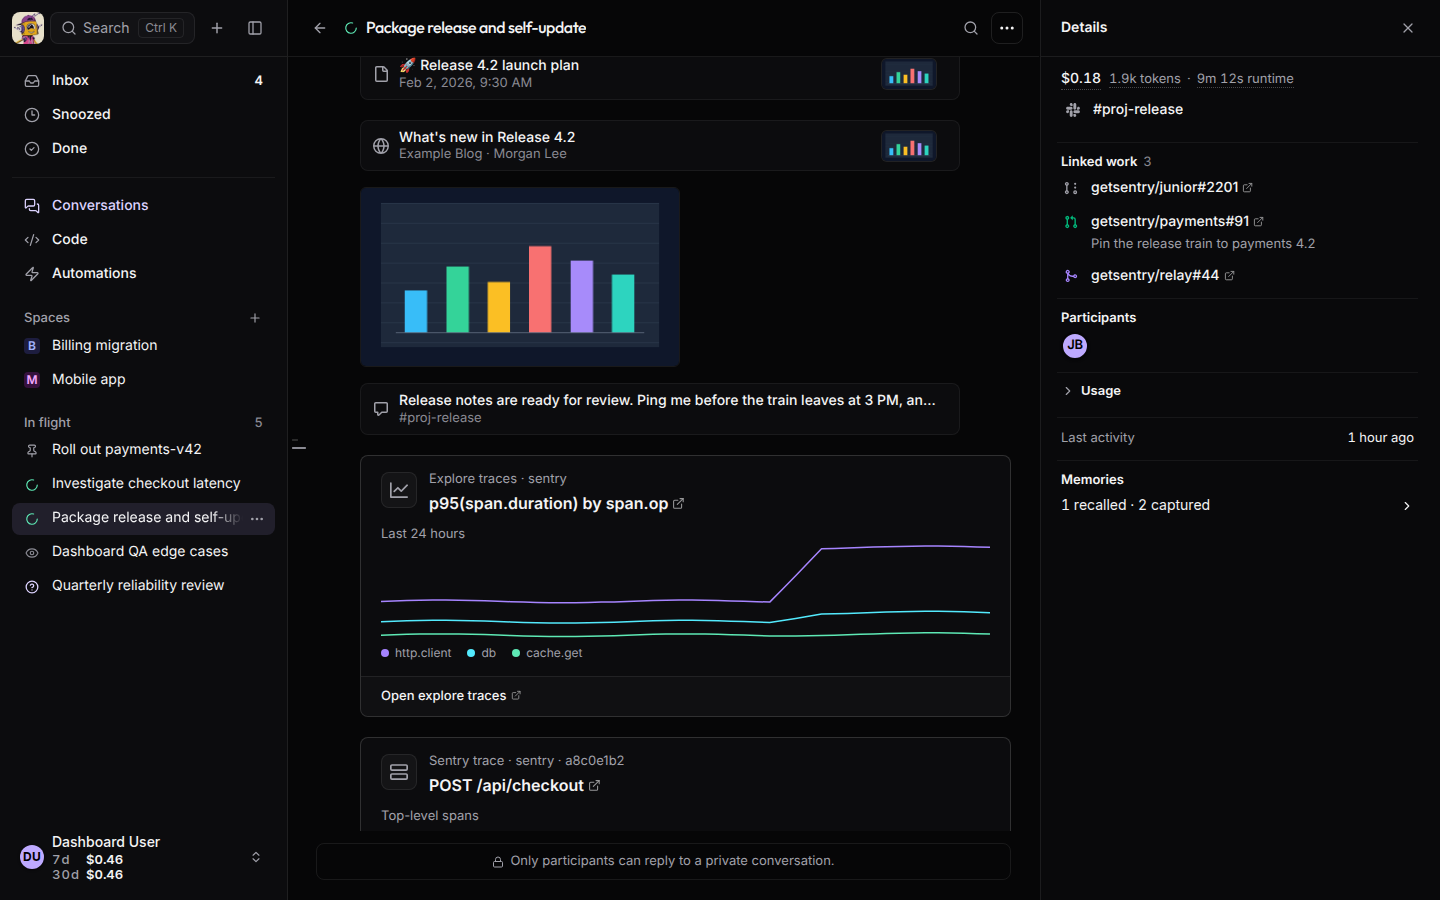 Search Ctrl K
Inbox 4
Snoozed
Done
Conversations
Code
Automations
Spaces
B Billing migration
M Mobile app
In flight 5
Roll out payments-v42
Investigate checkout latency
Package release and self-up
Dashboard QA edge cases
Quarterly reliability review
DU Dashboard User
7d $0.46
30d $0.46
Package release and self-update
🚀 Release 4.2 launch plan
Feb 2, 2026, 9:30 AM
What's new in Release 4.2
Example Blog · Morgan Lee
Release notes are ready for review. Ping me before the train leaves at 3 PM, an...
#proj-release
Explore traces · sentry
p95(span.duration) by span.op
Last 24 hours
http.client db cache.get
Open explore traces
Sentry trace · sentry · a8c0e1b2
POST /api/checkout
Top-level spans
Only participants can reply to a private conversation.
Details
$0.18 1.9k tokens · 9m 12s runtime
#proj-release
Linked work 3
getsentry/junior#2201
getsentry/payments#91
Pin the release train to payments 4.2
getsentry/relay#44
Participants
JB
Usage
Last activity 1 hour ago
Memories
1 recalled · 2 captured